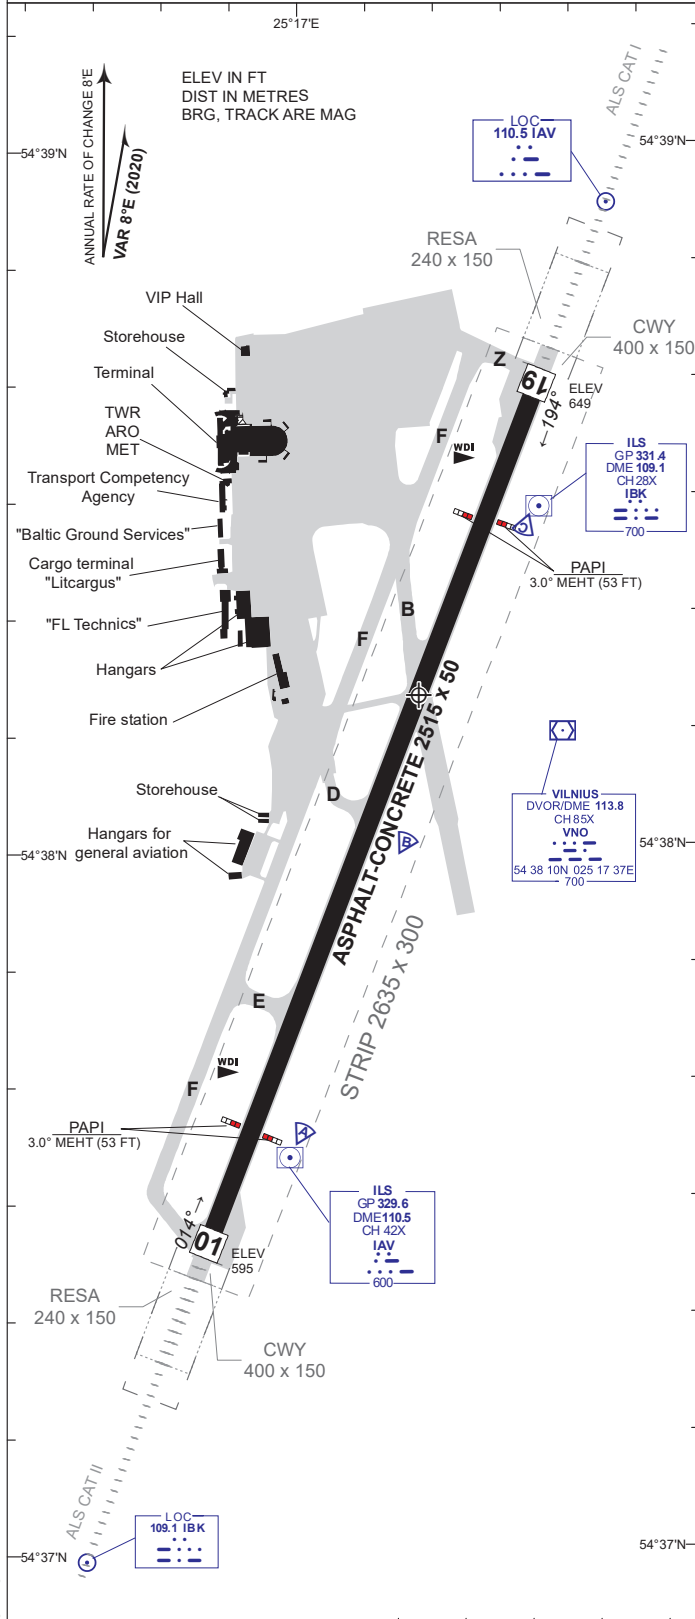 25°17'E
ANNUAL RATE OF CHANGE 8'E
VAR 8°E (2020)
ELEV IN FT
DIST IN METRES
BRG, TRACK ARE MAG
ALS CAT I
54°39'N
54°39'N
LOC
110.5 IAV
RESA
240 x 150
CWY
400 x 150
VIP Hall
Storehouse
Terminal
TWR
ARO
MET
Transport Competency
Agency
"Baltic Ground Services"
Cargo terminal
"Litcargus"
"FL Technics"
Hangars
Fire station
Z
19
ELEV
649
←194°
F
WDI
ILS
GP 331.4
DME 109.1
CH 28X
IBK
700
C
PAPI
3.0° MEHT (53 FT)
B
F
ASPHALT-CONCRETE 2515 x 50
Storehouse
Hangars for
general aviation
D
B
VILNIUS
DVOR/DME 113.8
CH 85X
VNO
54 38 10N 025 17 37E
700
54°38'N
54°38'N
STRIP 2635 x 300
E
WDI
F
PAPI
3.0° MEHT (53 FT)
A
ILS
GP 329.6
DME 110.5
CH 42X
IAV
600
014°→
01
ELEV
595
RESA
240 x 150
CWY
400 x 150
ALS CAT II
LOC
109.1 IBK
54°37'N
54°37'N